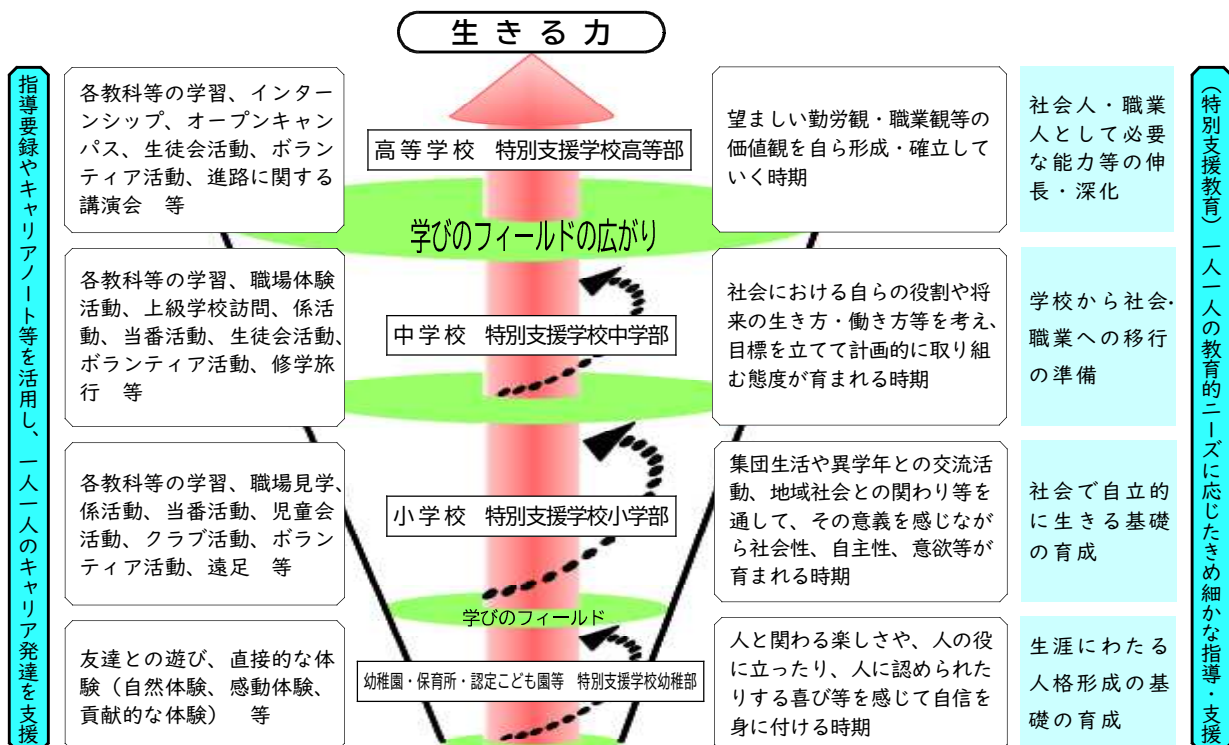 生きる力
指導要録やキャリアノート等を活用し、一人一人のキャリア発達を支援
各教科等の学習、インター
ンシップ、オープンキャン
パス、生徒会活動、ボラン
ティア活動、進路に関する
講演会　等
高等学校　特別支援学校高等部
望ましい勤労観・職業観等の
価値観を自ら形成・確立して
いく時期
社会人・職業
人として必要
な能力等の伸
長・深化
学びのフィールドの広がり
各教科等の学習、職場体験
活動、上級学校訪問、係活
動、当番活動、生徒会活動、
ボランティア活動、修学旅
行　等
中学校　特別支援学校中学部
社会における自らの役割や将
来の生き方・働き方等を考え、
目標を立てて計画的に取り組
む態度が育まれる時期
学校から社会・
職業への移行
の準備
各教科等の学習、職場見学、
係活動、当番活動、児童会
活動、クラブ活動、ボラン
ティア活動、遠足　等
小学校　特別支援学校小学部
集団生活や異学年との交流活
動、地域社会との関わり等を
通して、その意義を感じなが
ら社会性、自主性、意欲等が
育まれる時期
社会で自立的
に生きる基礎
の育成
学びのフィールド
友達との遊び、直接的な体
験（自然体験、感動体験、
貢献的な体験）　等
幼稚園・保育所・認定こども園等　特別支援学校幼稚部
人と関わる楽しさや、人の役
に立ったり、人に認められた
りする喜び等を感じて自信を
身に付ける時期
生涯にわたる
人格形成の基
礎の育成
（特別支援教育）一人一人の教育的ニーズに応じたきめ細かな指導・支援